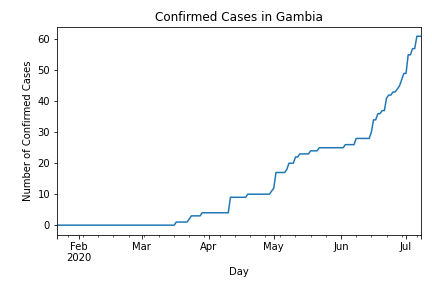 Confirmed Cases in Gambia
Number of Confirmed Cases
60
50
40
30
20
10
0
Feb
2020
Mar
Apr
May
Jun
Jul
Day